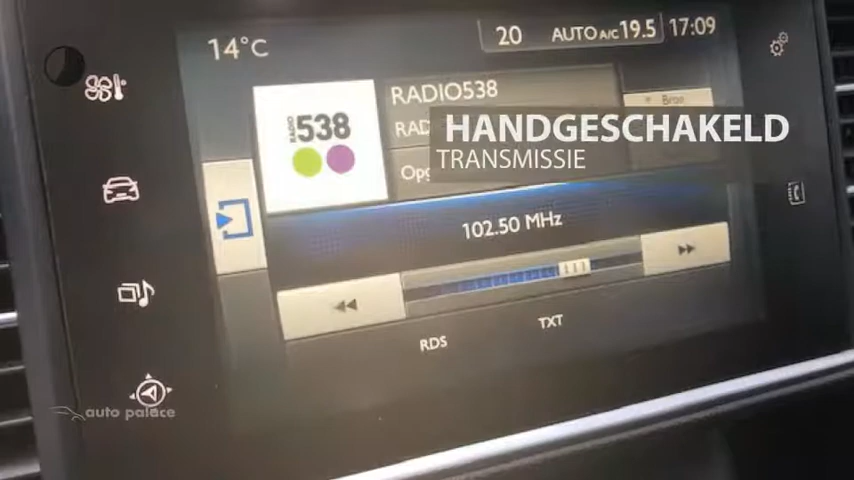 14°C
20 AUTO A/C 19.5 17:09
RADIO538
RADIO 538
Bron
HANDGESCHAKELD
TRANSMISSIE
102.50 MHz
RDS TXT
auto palace